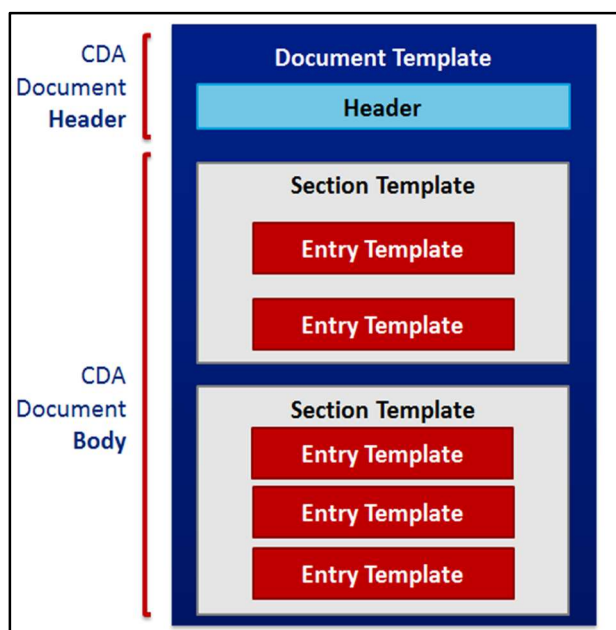 CDA
Document
Header
Document Template
Header
CDA
Document
Body
Section Template
Entry Template
Entry Template
Section Template
Entry Template
Entry Template
Entry Template